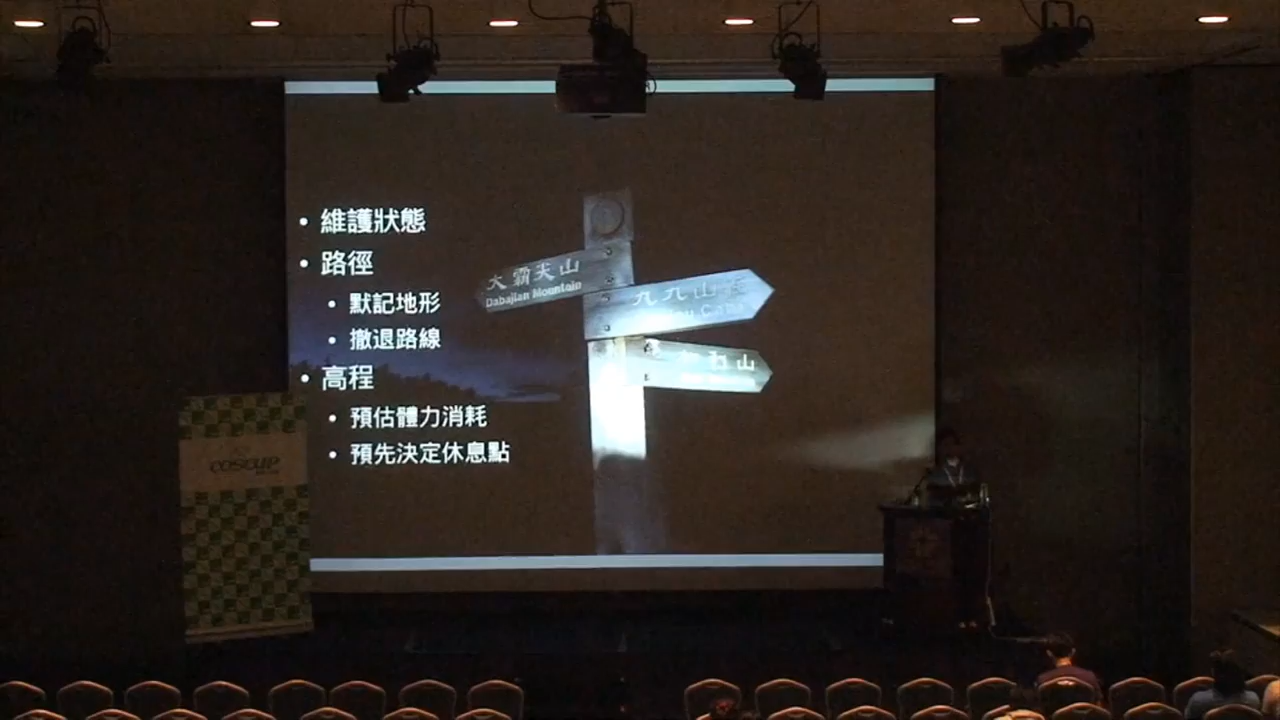 維護狀態
路徑
默記地形
撤退路線
高程
預估體力消耗
預先決定休息點
大霸尖山
Dabajian Mountain
九九山莊
山
COSCUP